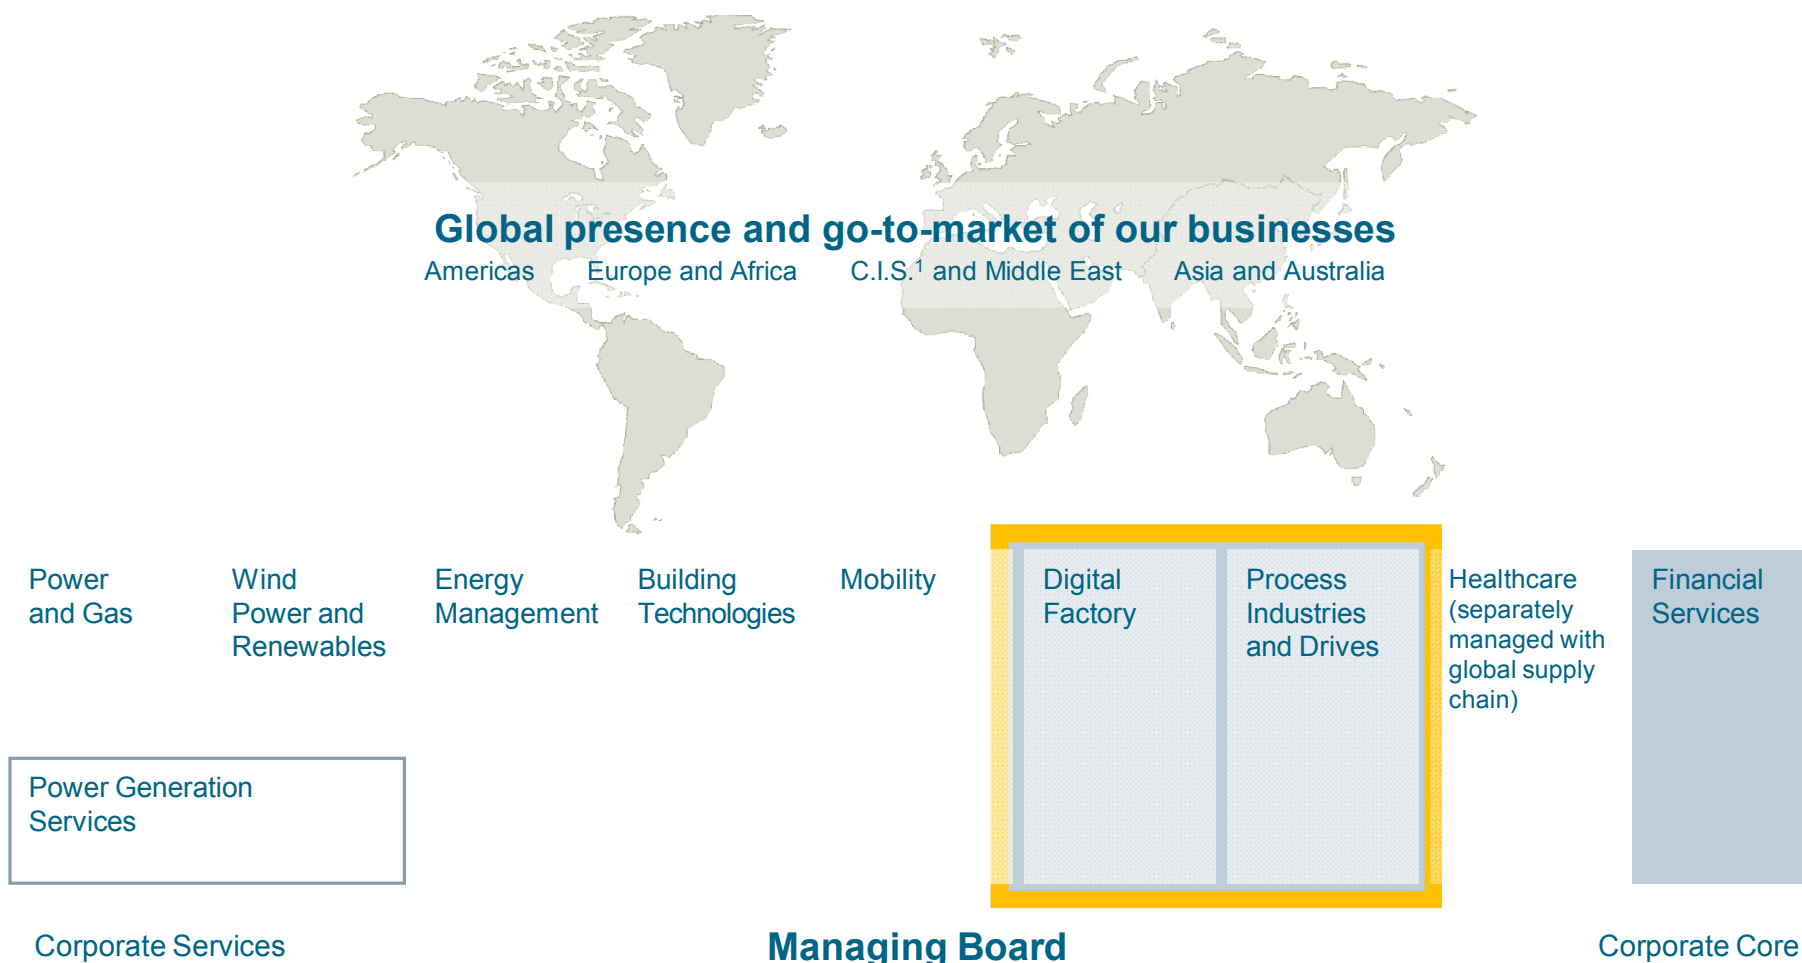 Global presence and go-to-market of our businesses
Americas Europe and Africa C.I.S.¹ and Middle East Asia and Australia
Power
and Gas
Wind
Power and
Renewables
Energy
Management
Building
Technologies
Mobility
Digital
Factory
Process
Industries
and Drives
Healthcare
(separately
managed with
global supply
chain)
Financial
Services
Power Generation
Services
Corporate Services
Managing Board
Corporate Core